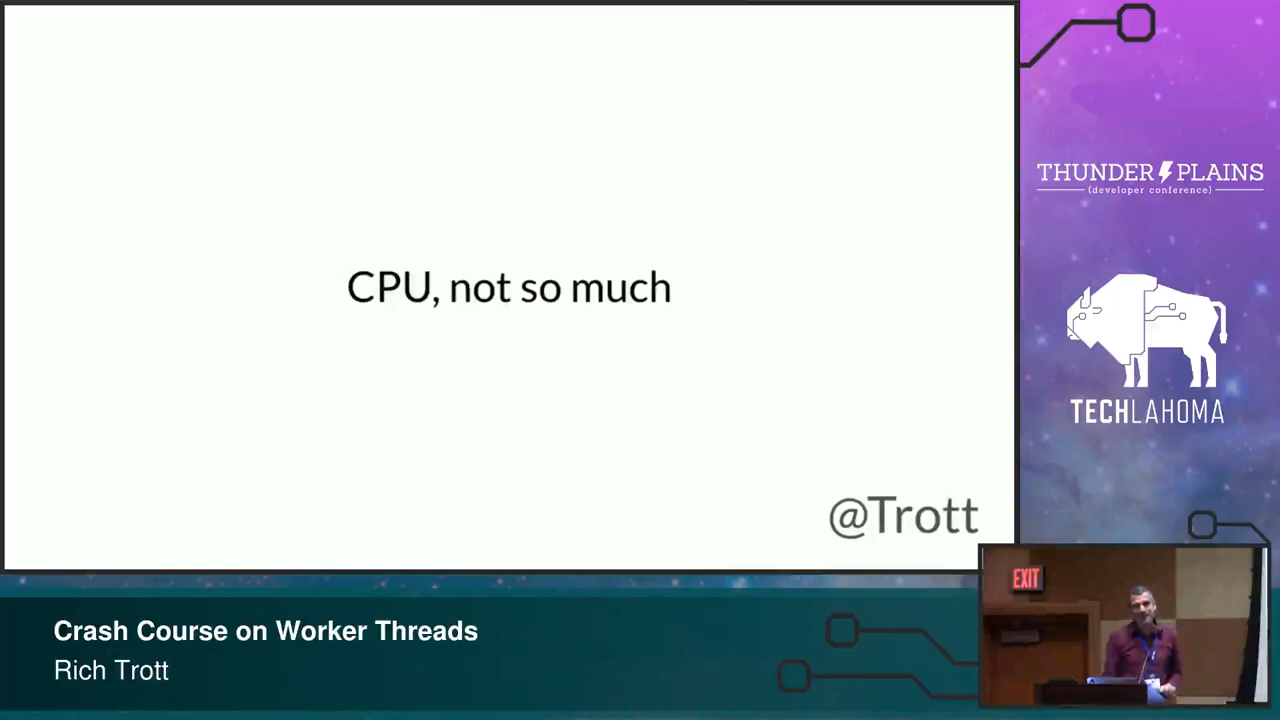 CPU, not so much
@Trott
THUNDER PLAINS
{developer conference}
TECHLAHOMA
EXIT
Crash Course on Worker Threads
Rich Trott